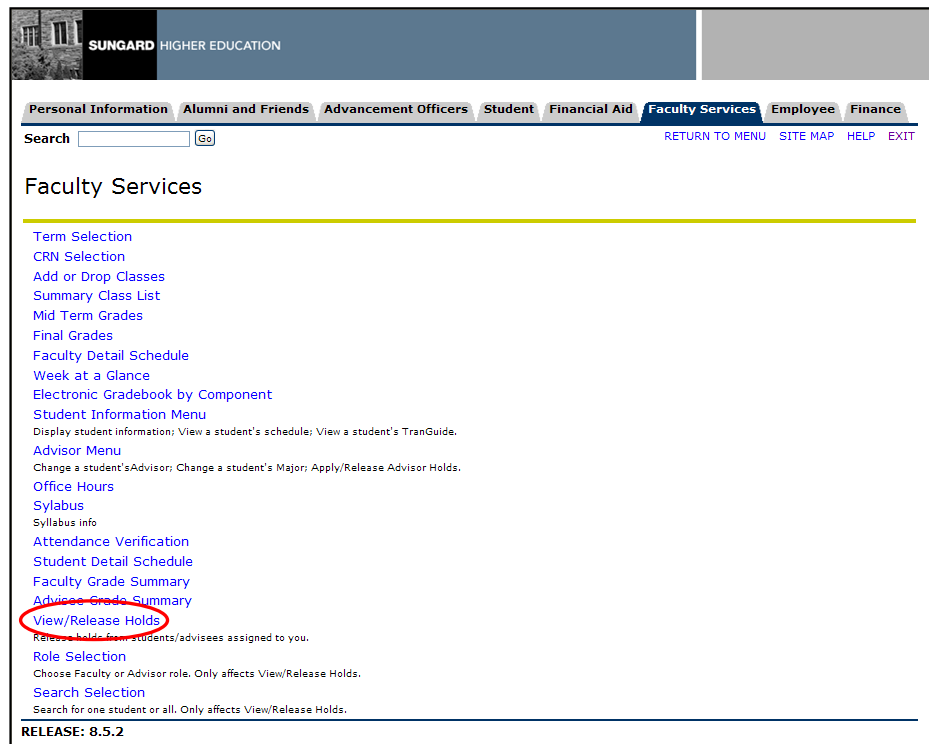 SUNGARD HIGHER EDUCATION
Personal Information Alumni and Friends Advancement Officers Student Financial Aid Faculty Services Employee Finance
Search Go RETURN TO MENU SITE MAP HELP EXIT
Faculty Services
Term Selection
CRN Selection
Add or Drop Classes
Summary Class List
Mid Term Grades
Final Grades
Faculty Detail Schedule
Week at a Glance
Electronic Gradebook by Component
Student Information Menu
Display student information; View a student's schedule; View a student's TranGuide.
Advisor Menu
Change a student'sAdvisor; Change a student's Major; Apply/Release Advisor Holds.
Office Hours
Sylabus
Syllabus info
Attendance Verification
Student Detail Schedule
Faculty Grade Summary
Advisee Grade Summary
View/Release Holds
Release holds from students/advisees assigned to you.
Role Selection
Choose Faculty or Advisor role. Only affects View/Release Holds.
Search Selection
Search for one student or all. Only affects View/Release Holds.
RELEASE: 8.5.2